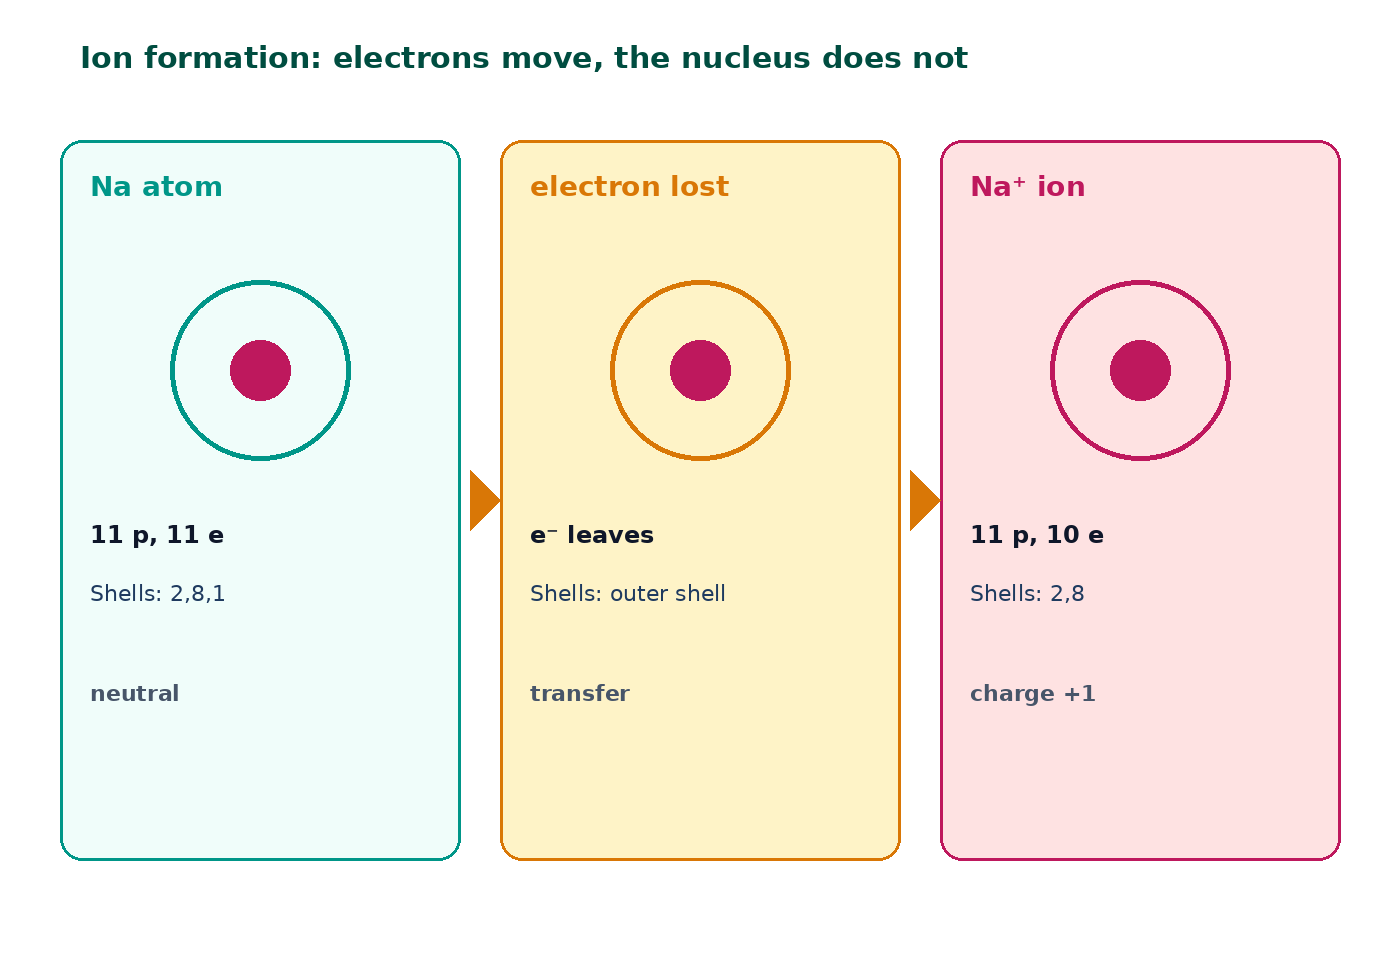 Ion formation: electrons move, the nucleus does not
Na atom
11 p, 11 e
Shells: 2,8,1
neutral
electron lost
e⁻ leaves
Shells: outer shell
transfer
Na⁺ ion
11 p, 10 e
Shells: 2,8
charge +1